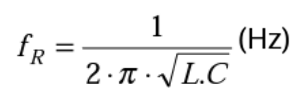 f_R = 1 / (2 · π · √L.C) (Hz)